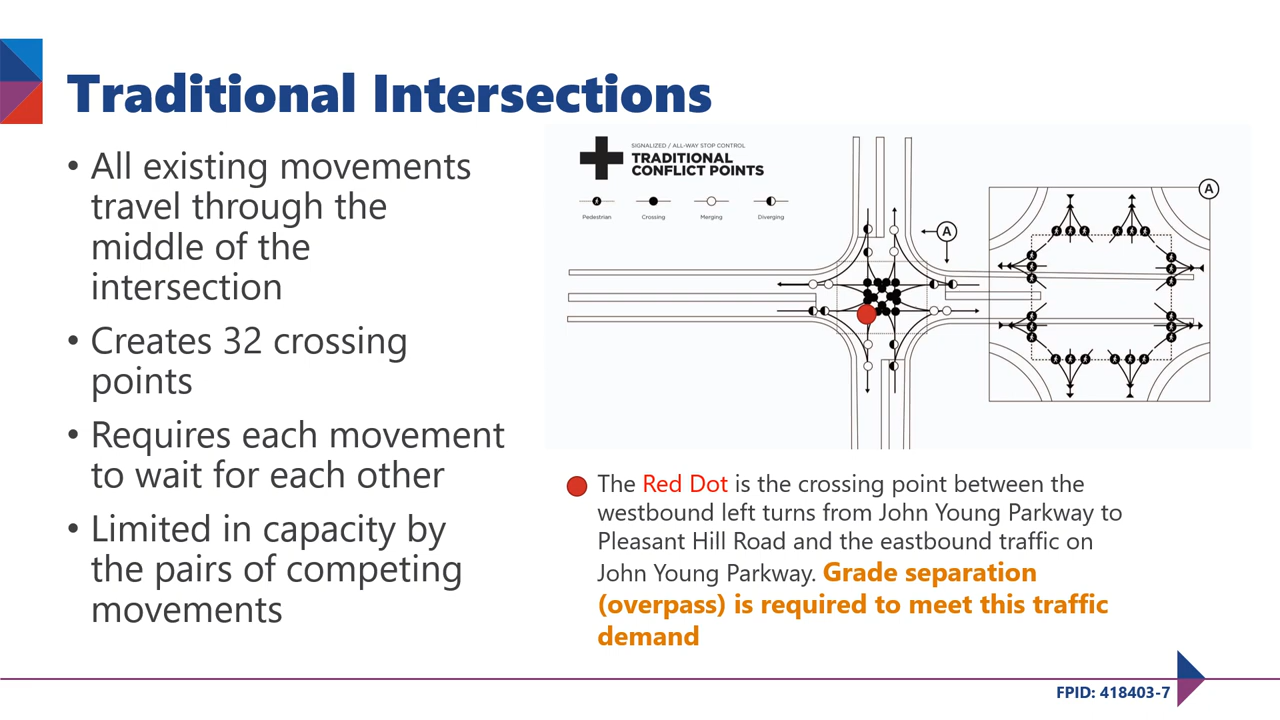 Traditional Intersections
• All existing movements
travel through the
middle of the
intersection
• Creates 32 crossing
points
• Requires each movement
to wait for each other
• Limited in capacity by
the pairs of competing
movements
SIGNALIZED / ALL-WAY STOP CONTROL
TRADITIONAL
CONFLICT POINTS
Pedestrian Crossing Merging Diverging
A
A
The Red Dot is the crossing point between the
westbound left turns from John Young Parkway to
Pleasant Hill Road and the eastbound traffic on
John Young Parkway. Grade separation
(overpass) is required to meet this traffic
demand
FPID: 418403-7